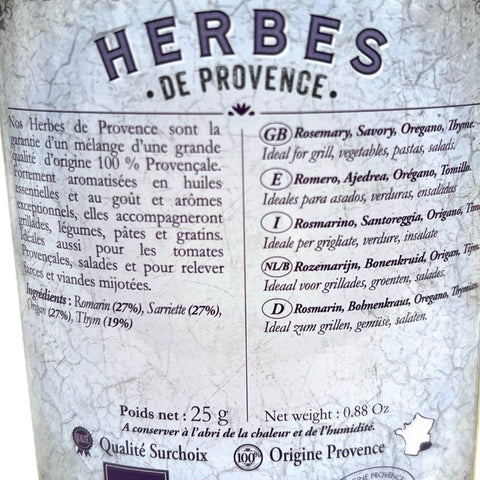 HERBES
• DE PROVENCE •
Nos Herbes de Provence sont la
garantie d'un mélange d'une grande
qualité d'origine 100 % Provençale.
Fortement aromatisées en huiles
essentielles et au goût et arômes
exceptionnels, elles accompagneront
grillades, légumes, pâtes et gratins.
Idéales aussi pour les tomates
Provençales, salades et pour relever
farces et viandes mijotées.
Ingrédients : Romarin (27%), Sarriette (27%),
Origan (27%), Thym (19%)
GB Rosemary, Savory, Oregano, Thyme.
Ideal for grill, vegetables, pastas, salads.
E Romero, Ajedrea, Orégano, Tomillo.
Ideales para asados, verduras, ensaladas
I Rosmarino, Santoreggia, Origano,
Ideale per grigliate, verdure, insalate
NL/B Rozemarijn, Bonenkruid, Origan, Tijm.
Ideaal voor grillades, groenten, salades.
D Rosmarin, Bohnenkraut, Oregano,
Ideal zum grillen, gemüse, salaten.
Poids net : 25 g
Net weight : 0.88 Oz
A conserver à l'abri de la chaleur et de l'humidité.
Qualité Surchoix
100% Origine Provence
ORIGINE PROVENCE